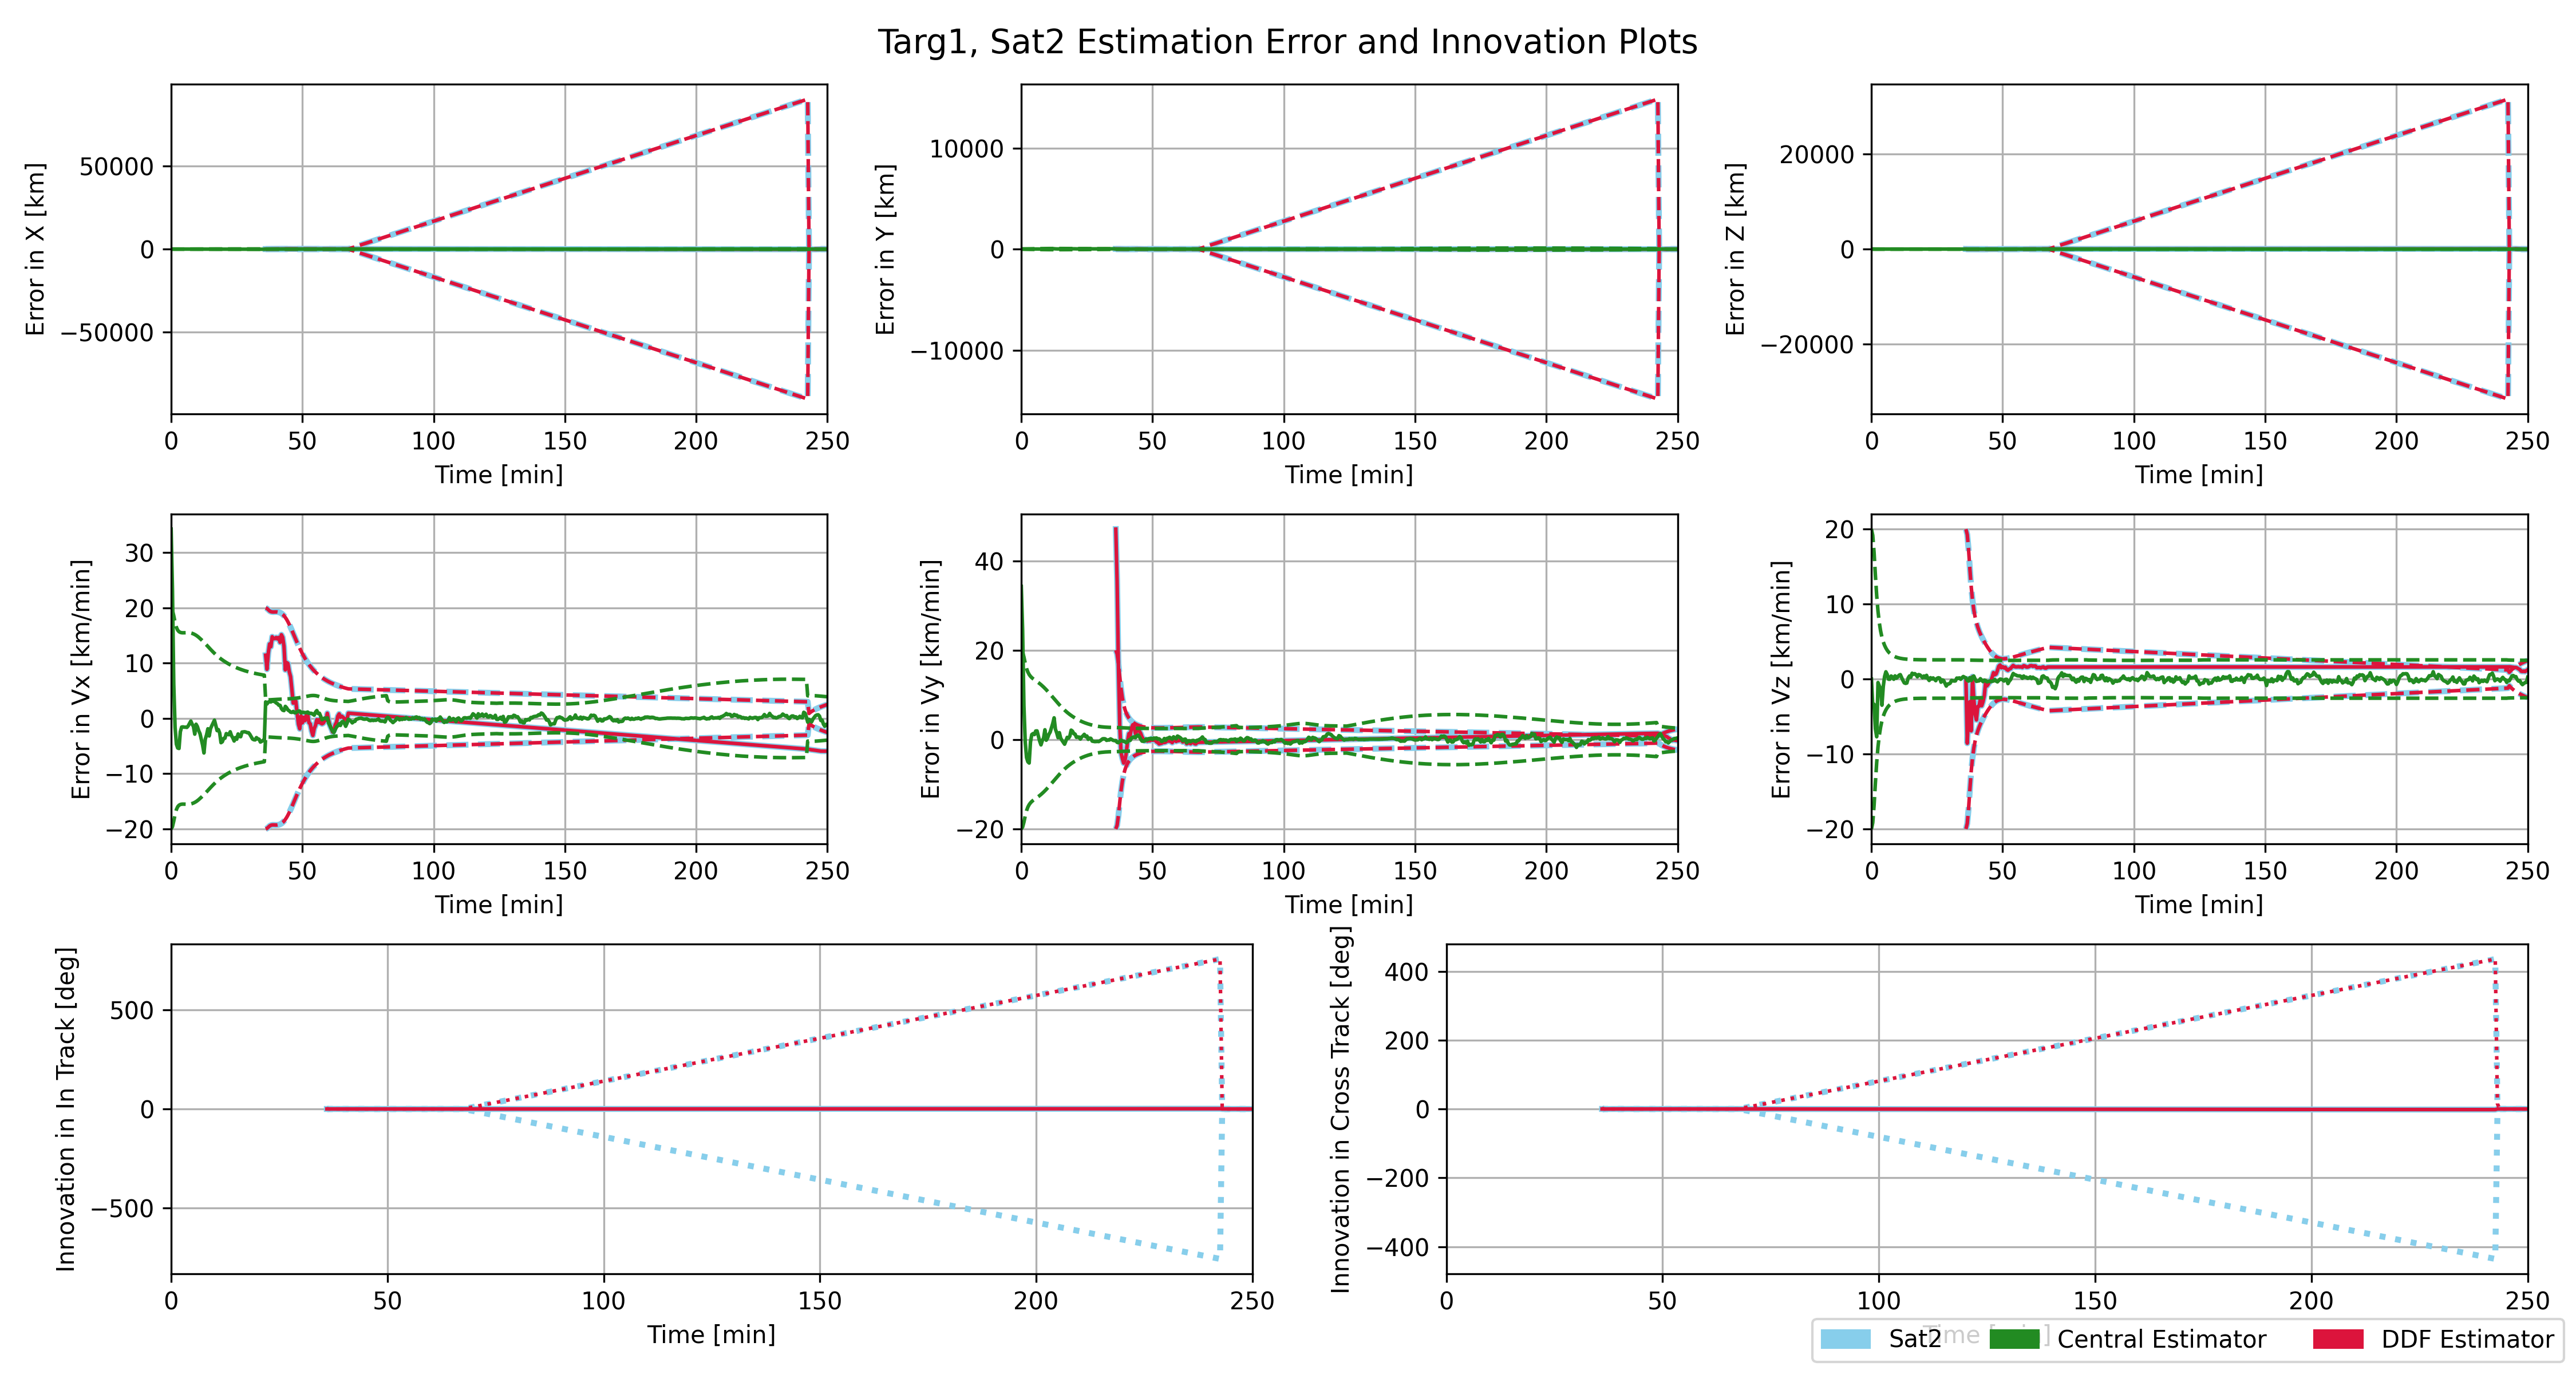 Targ1, Sat2 Estimation Error and Innovation Plots
Error in X [km]
50000
0
−50000
0 50 100 150 200 250
Time [min]
Error in Y [km]
10000
0
−10000
0 50 100 150 200 250
Time [min]
Error in Z [km]
20000
0
−20000
0 50 100 150 200 250
Time [min]
Error in Vx [km/min]
30
20
10
0
−10
−20
0 50 100 150 200 250
Time [min]
Error in Vy [km/min]
40
20
0
−20
0 50 100 150 200 250
Time [min]
Error in Vz [km/min]
20
10
0
−10
−20
0 50 100 150 200 250
Time [min]
Innovation in In Track [deg]
500
0
−500
0 50 100 150 200 250
Time [min]
Innovation in Cross Track [deg]
400
200
0
−200
−400
0 50 100 150 200 250
Sat2 Central Estimator DDF Estimator